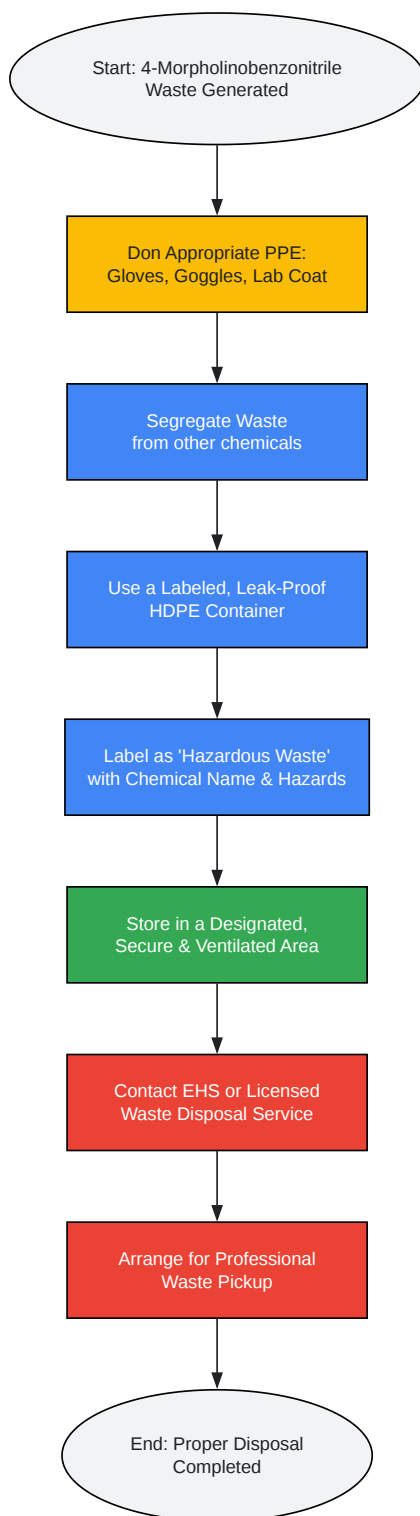 Start: 4-Morpholinobenzonitrile
Waste Generated
Don Appropriate PPE:
Gloves, Goggles, Lab Coat
Segregate Waste
from other chemicals
Use a Labeled, Leak-Proof
HDPE Container
Label as 'Hazardous Waste'
with Chemical Name & Hazards
Store in a Designated,
Secure & Ventilated Area
Contact EHS or Licensed
Waste Disposal Service
Arrange for Professional
Waste Pickup
End: Proper Disposal
Completed